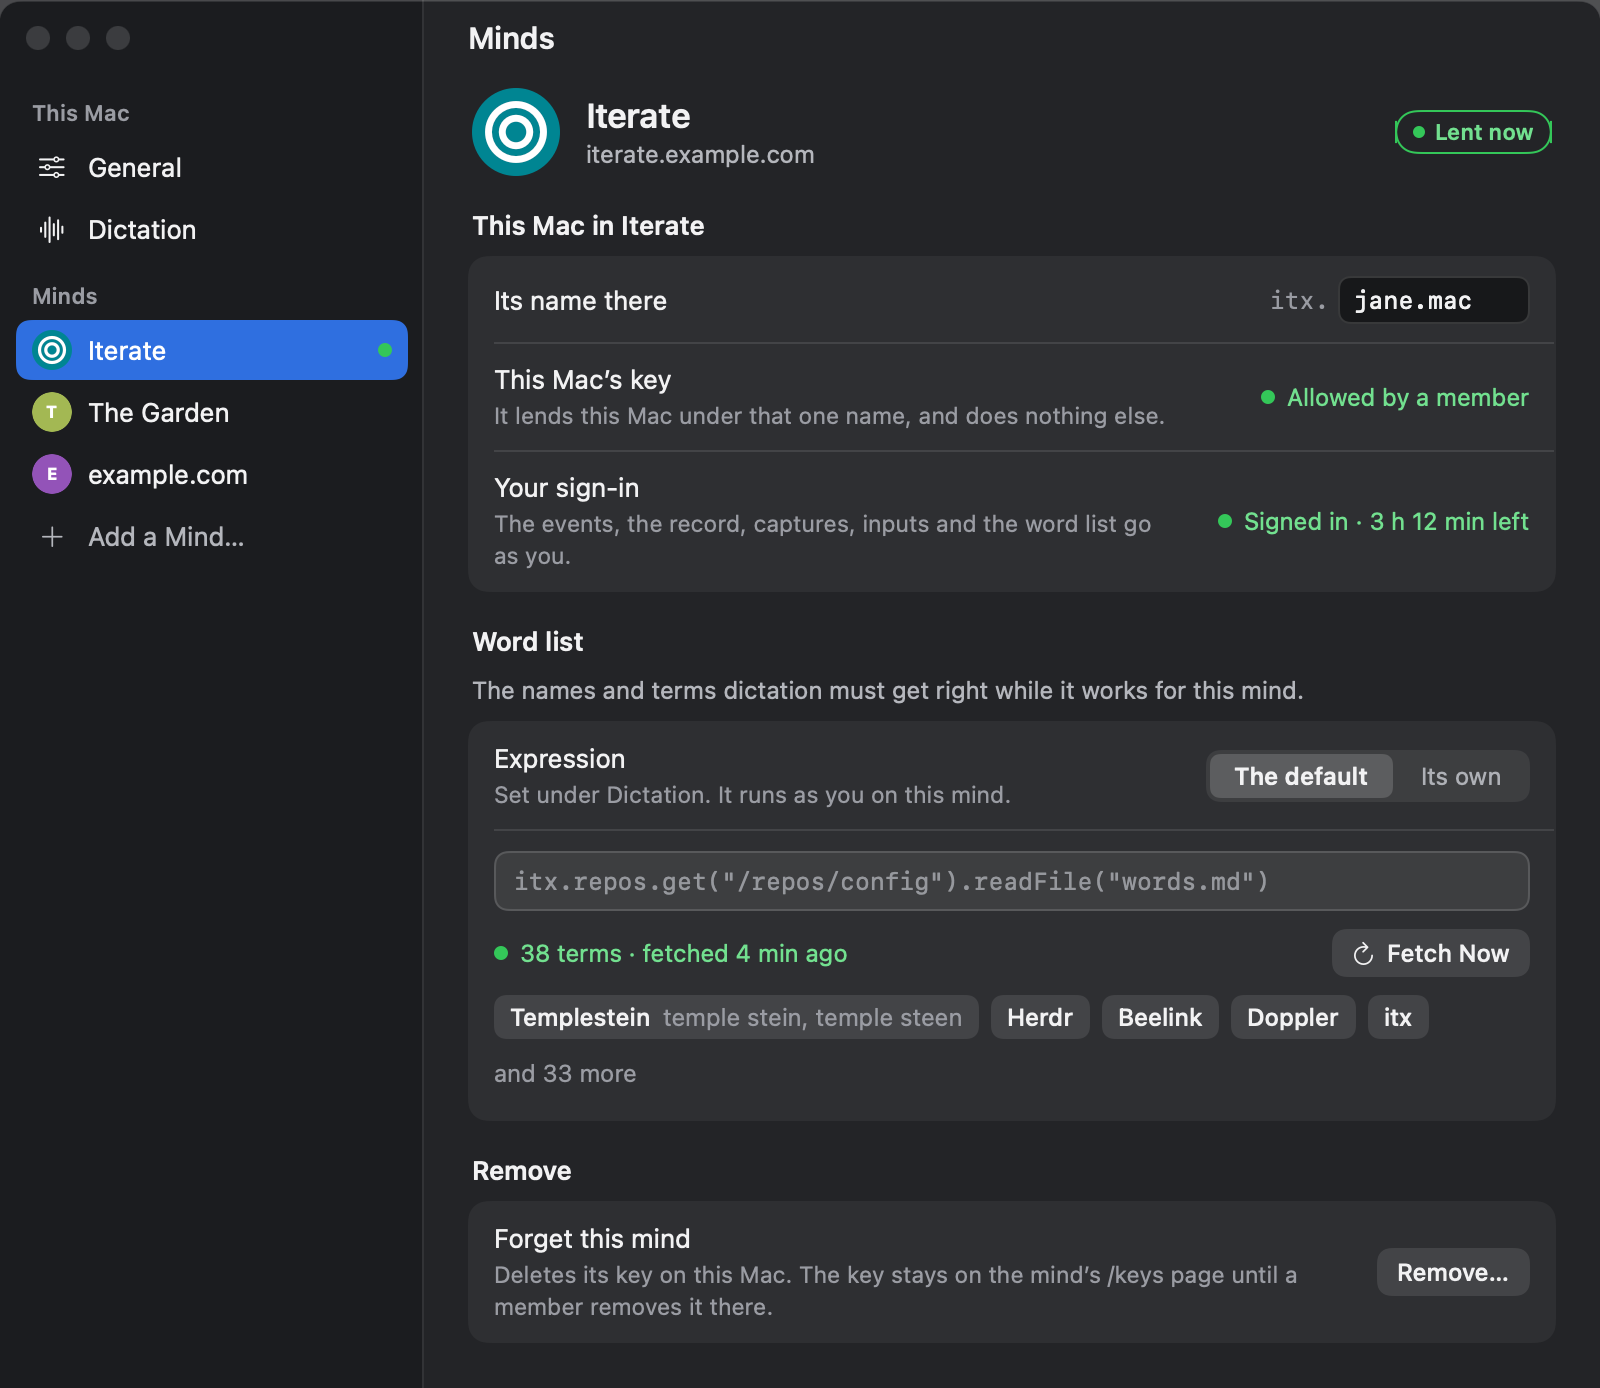 This Mac
General
Dictation
Minds
Iterate
T
The Garden
E
example.com
Add a Mind...
Minds
Iterate
iterate.example.com
Lent now
This Mac in Iterate
Its name there
itx. jane.mac
This Mac’s key
It lends this Mac under that one name, and does nothing else.
Allowed by a member
Your sign-in
The events, the record, captures, inputs and the word list go
as you.
Signed in · 3 h 12 min left
Word list
The names and terms dictation must get right while it works for this mind.
Expression
Set under Dictation. It runs as you on this mind.
The default
Its own
itx.repos.get("/repos/config").readFile("words.md")
38 terms · fetched 4 min ago
Fetch Now
Templestein temple stein, temple steen
Herdr
Beelink
Doppler
itx
and 33 more
Remove
Forget this mind
Deletes its key on this Mac. The key stays on the mind’s /keys page until a
member removes it there.
Remove...